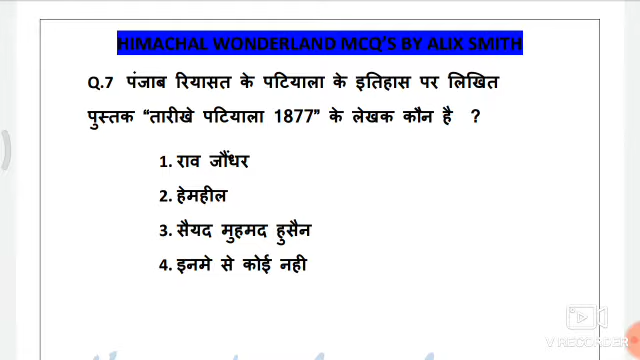 HIMACHAL WONDERLAND MCQ'S BY ALIX SMITH
Q.7 पंजाब रियासत के पटियाला के इतिहास पर लिखित
पुस्तक “तारीखे पटियाला 1877” के लेखक कौन है ?
1. राव जौंधर
2. हेमहील
3. सैयद मुहमद हुसैन
4. इनमे से कोई नही
V RECORDER